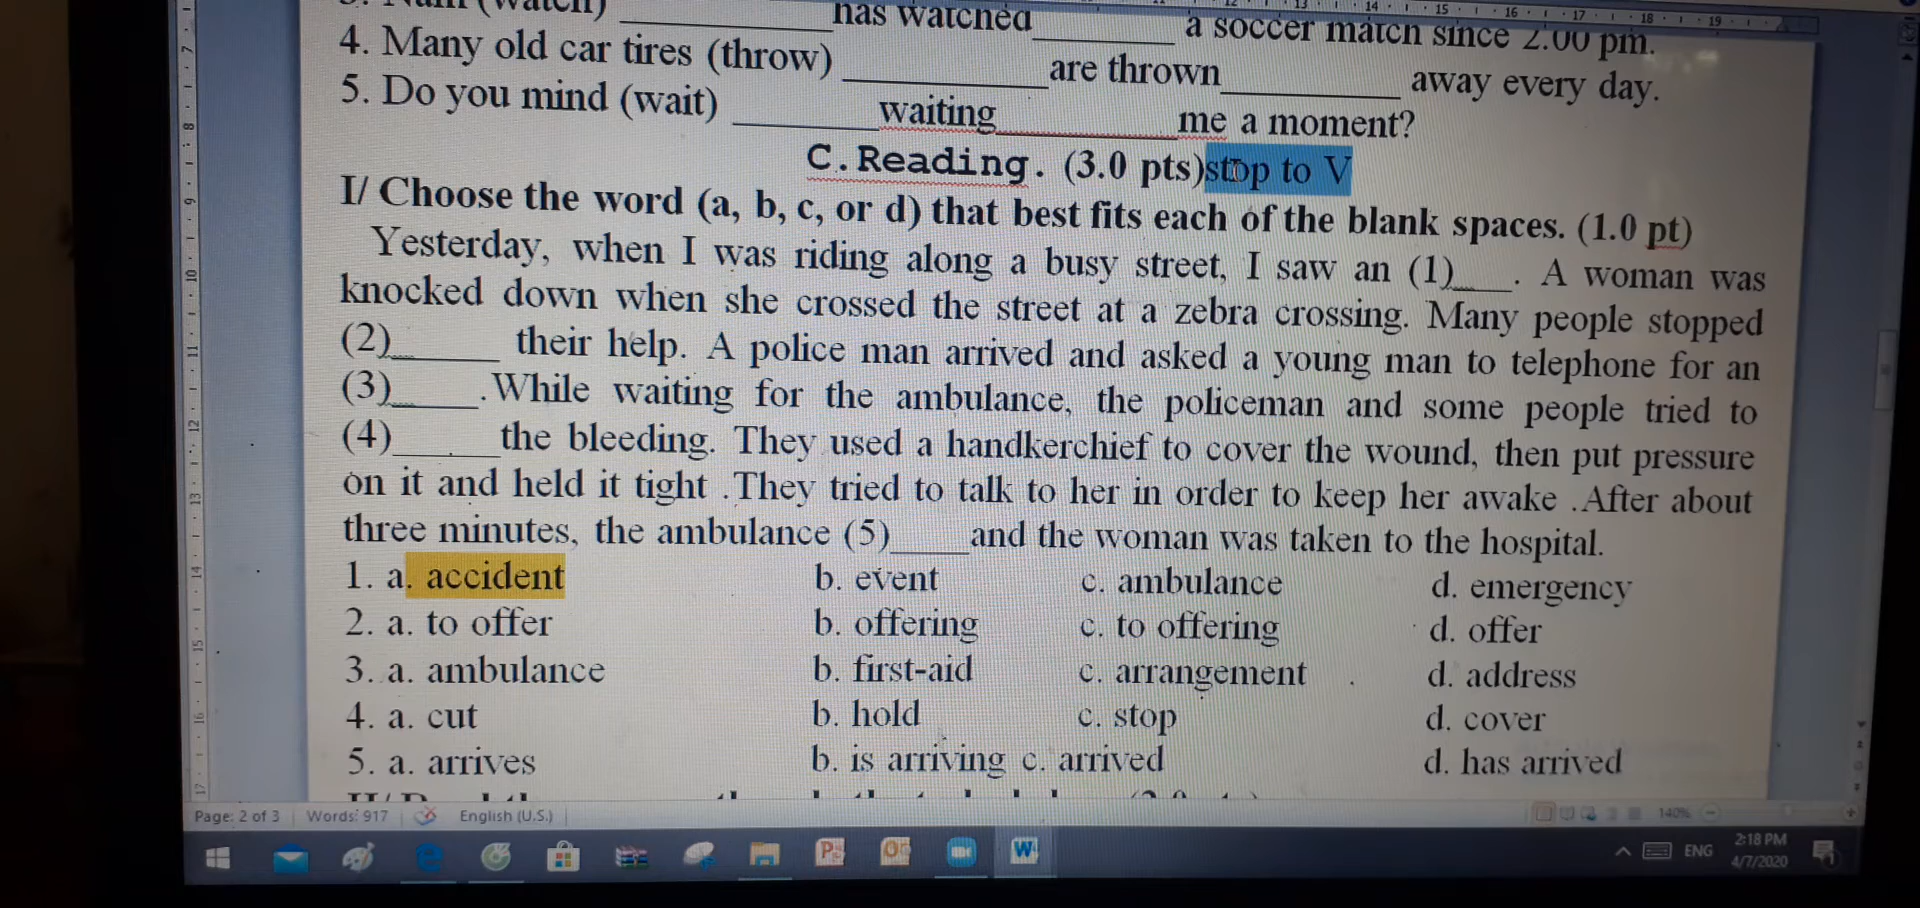 has watched a soccer match since 2.00 pm.
4. Many old car tires (throw) are thrown away every day.
5. Do you mind (wait) waiting me a moment?
C.Reading. (3.0 pts)stop to V
I/ Choose the word (a, b, c, or d) that best fits each of the blank spaces. (1.0 pt)
Yesterday, when I was riding along a busy street, I saw an (1)____. A woman was
knocked down when she crossed the street at a zebra crossing. Many people stopped
(2)______ their help. A police man arrived and asked a young man to telephone for an
(3)_____.While waiting for the ambulance, the policeman and some people tried to
(4)______the bleeding. They used a handkerchief to cover the wound, then put pressure
on it and held it tight .They tried to talk to her in order to keep her awake .After about
three minutes, the ambulance (5)____and the woman was taken to the hospital.
1. a. accident b. event c. ambulance d. emergency
2. a. to offer b. offering c. to offering d. offer
3. a. ambulance b. first-aid c. arrangement d. address
4. a. cut b. hold c. stop d. cover
5. a. arrives b. is arriving c. arrived d. has arrived
Page: 2 of 3 Words: 917 English (U.S.) 140%
ENG 2:18 PM
4/7/2020